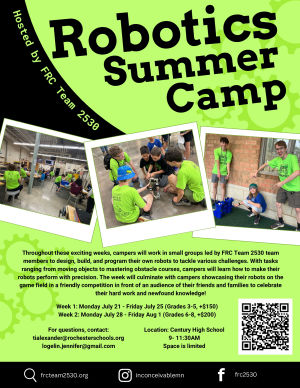 Robotics
Summer
Camp
Hosted by FRC Team 2530
Throughout these exciting weeks, campers will work in small groups led by FRC Team 2530 team
members to design, build, and program their own robots to tackle various challenges. With tasks
ranging from moving objects to mastering obstacle courses, campers will learn how to make their
robots perform with precision. The week will culminate with campers showcasing their robots on the
game field in a friendly competition in front of an audience of their friends and families to celebrate
their hard work and newfound knowledge!
Week 1: Monday July 21 - Friday July 25 (Grades 3-5, +$150)
Week 2: Monday July 28 - Friday Aug 1 (Grades 6-8, +$200)
For questions, contact:
tialexander@rochesterschools.org
logelin.jennifer@gmail.com
Location: Century High School
9- 11:30AM
Space is limited
frcteam2530.org
inconceivablemn
frc2530